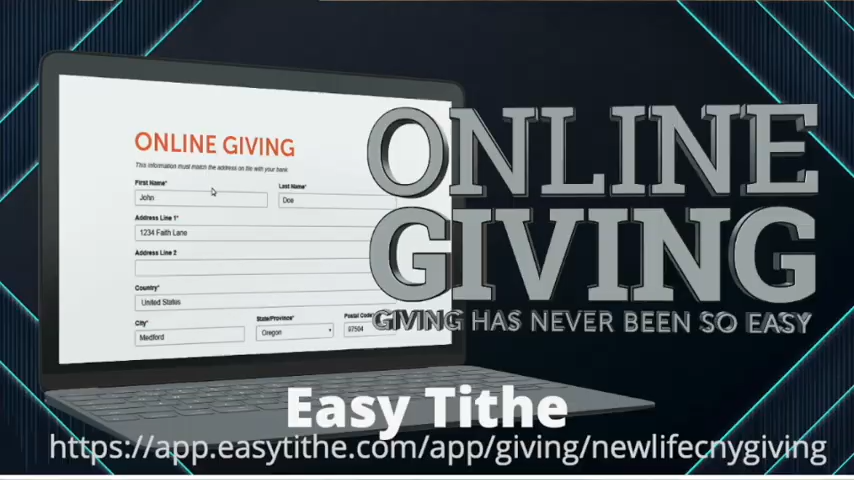 ONLINE GIVING
This information must match the address on file with your bank.
First Name* Last Name*
John Doe
Address Line 1*
1234 Faith Lane
Address Line 2
Country*
United States
City* State/Province* Postal Code*
Medford Oregon 97504
ONLINE
GIVING
GIVING HAS NEVER BEEN SO EASY
Easy Tithe
https://app.easytithe.com/app/giving/newlifecnygiving